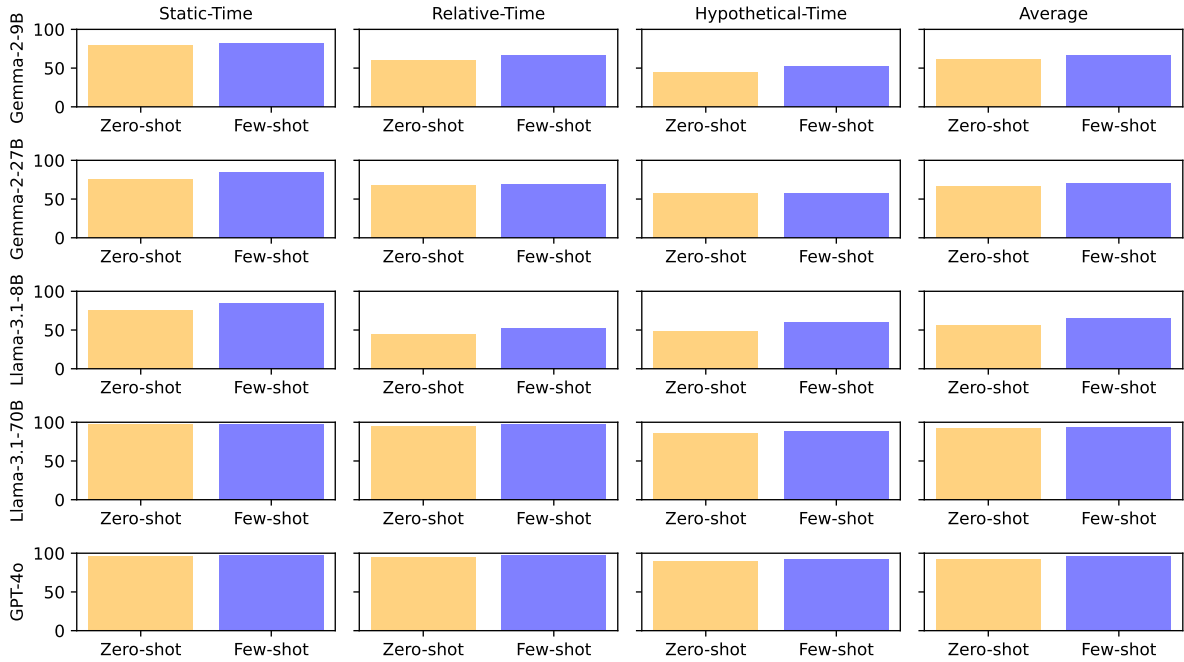 Static-Time Relative-Time Hypothetical-Time Average
Gemma-2-9B
100
50
0
Zero-shot Few-shot Zero-shot Few-shot Zero-shot Few-shot Zero-shot Few-shot
Gemma-2-27B
100
50
0
Zero-shot Few-shot Zero-shot Few-shot Zero-shot Few-shot Zero-shot Few-shot
Llama-3.1-8B
100
50
0
Zero-shot Few-shot Zero-shot Few-shot Zero-shot Few-shot Zero-shot Few-shot
Llama-3.1-70B
100
50
0
Zero-shot Few-shot Zero-shot Few-shot Zero-shot Few-shot Zero-shot Few-shot
GPT-4o
100
50
0
Zero-shot Few-shot Zero-shot Few-shot Zero-shot Few-shot Zero-shot Few-shot